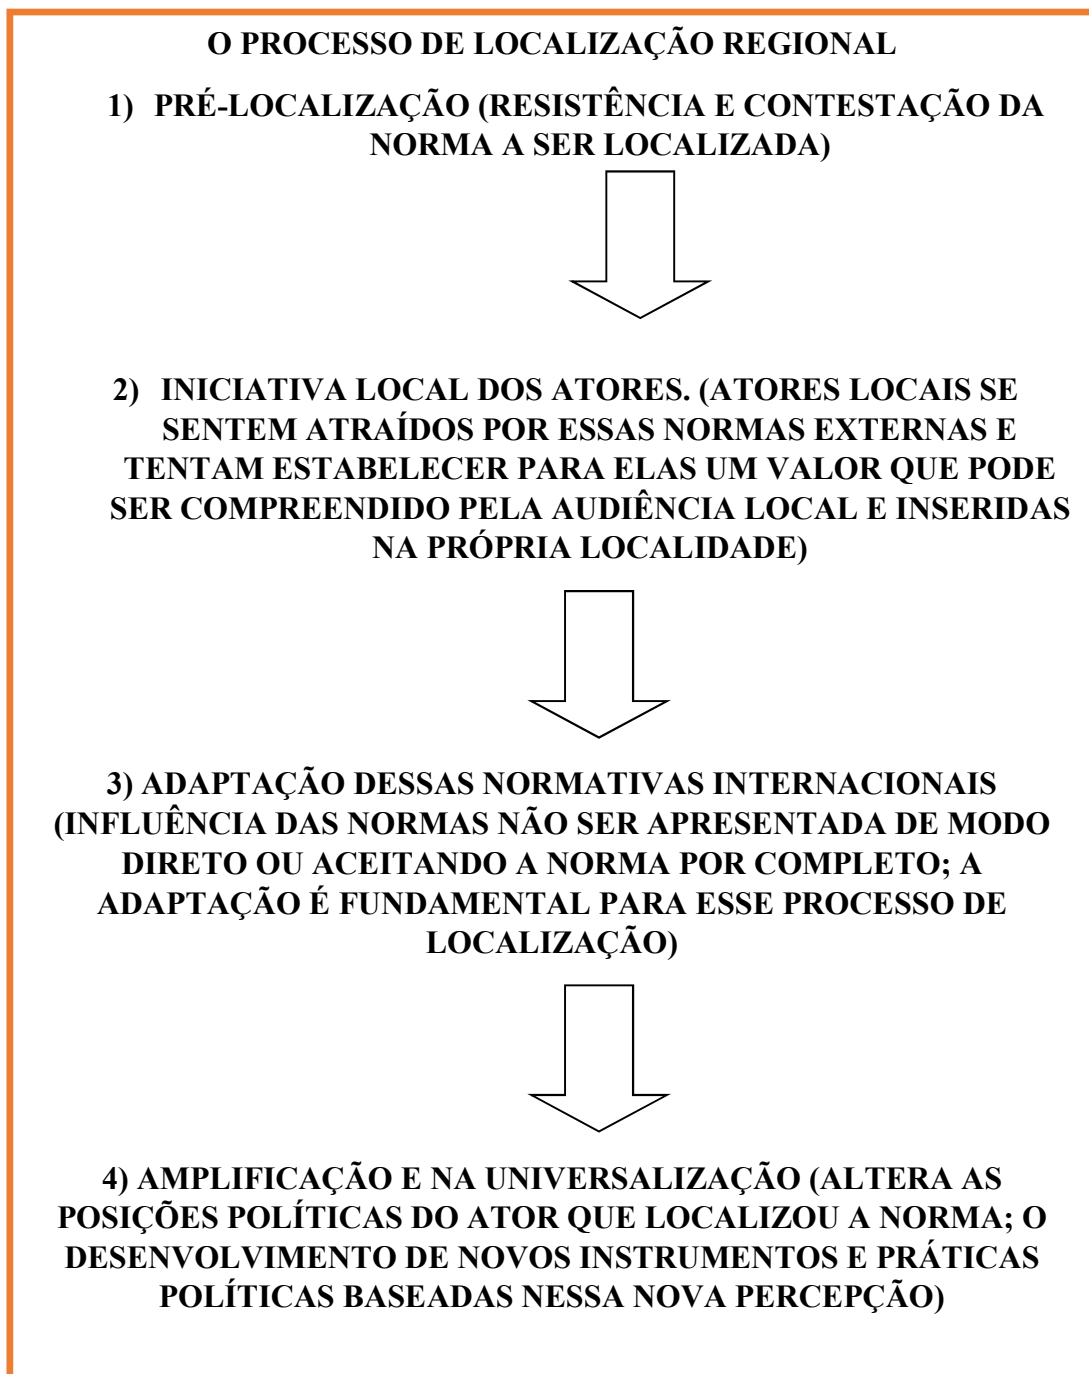 O PROCESSO DE LOCALIZAÇÃO REGIONAL
1) PRÉ-LOCALIZAÇÃO (RESISTÊNCIA E CONTESTAÇÃO DA
NORMA A SER LOCALIZADA)
2) INICIATIVA LOCAL DOS ATORES. (ATORES LOCAIS SE
SENTEM ATRAÍDOS POR ESSAS NORMAS EXTERNAS E
TENTAM ESTABELECER PARA ELAS UM VALOR QUE PODE
SER COMPREENDIDO PELA AUDIÊNCIA LOCAL E INSERIDAS
NA PRÓPRIA LOCALIDADE)
3) ADAPTAÇÃO DESSAS NORMATIVAS INTERNACIONAIS
(INFLUÊNCIA DAS NORMAS NÃO SER APRESENTADA DE MODO
DIRETO OU ACEITANDO A NORMA POR COMPLETO; A
ADAPTAÇÃO É FUNDAMENTAL PARA ESSE PROCESSO DE
LOCALIZAÇÃO)
4) AMPLIFICAÇÃO E NA UNIVERSALIZAÇÃO (ALTERA AS
POSIÇÕES POLÍTICAS DO ATOR QUE LOCALIZOU A NORMA; O
DESENVOLVIMENTO DE NOVOS INSTRUMENTOS E PRÁTICAS
POLÍTICAS BASEADAS NESSA NOVA PERCEPÇÃO)